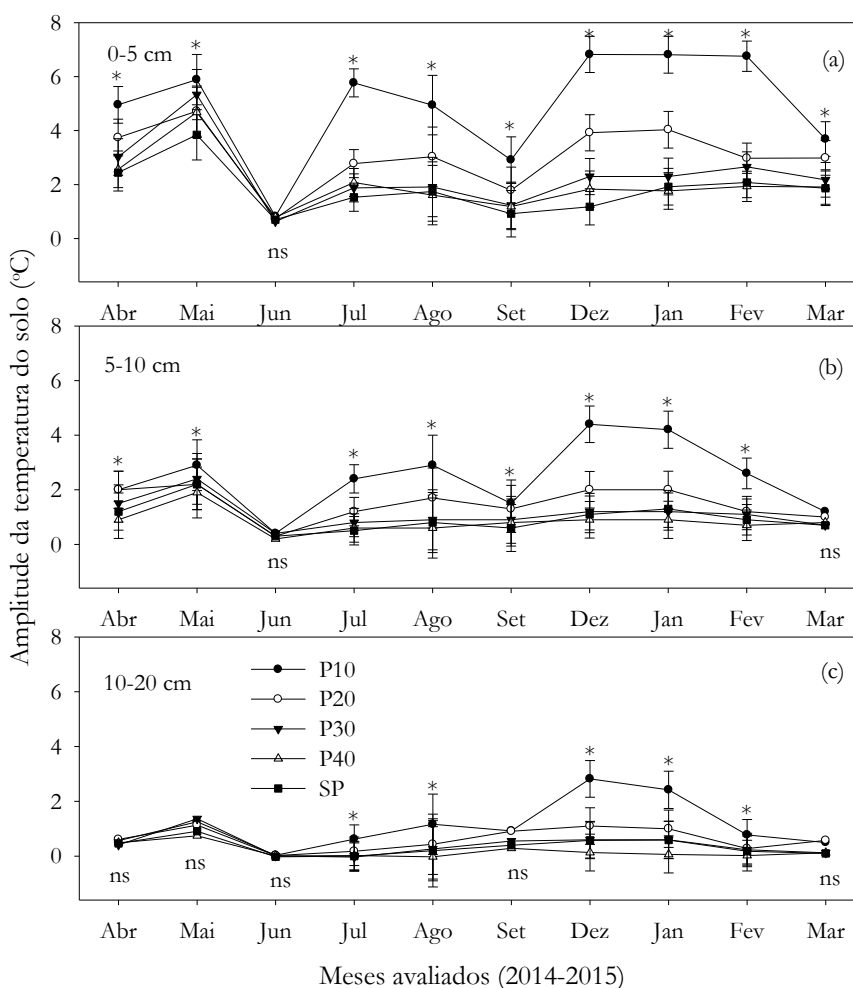 8
6
4
2
0
0-5 cm
(a)
* * * * * * * * *
ns
Abr Mai Jun Jul Ago Set Dez Jan Fev Mar
8
6
4
2
0
5-10 cm
(b)
* * * * * * * *
ns ns
Abr Mai Jun Jul Ago Set Dez Jan Fev Mar
8
6
4
2
0
10-20 cm
(c)
P10
P20
P30
P40
SP
* * * * *
ns ns ns ns ns
Abr Mai Jun Jul Ago Set Dez Jan Fev Mar
Amplitude da temperatura do solo (°C)
Meses avaliados (2014-2015)